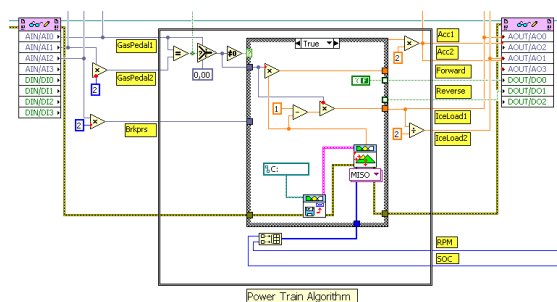 AIN/AI0
AIN/AI1
AIN/AI2
AIN/AI3
DIN/DI0
DIN/DI1
DIN/DI2
DIN/DI3
GasPedal1
GasPedal2
2
2
Brkprs
=
?
≠0
0,00
True
×
1
-
×
T F
%C:
MISO
2
×
2
÷
Acc1
Acc2
Forward
Reverse
IceLoad1
IceLoad2
RPM
SOC
AOUT/AO0
AOUT/AO2
AOUT/AO1
AOUT/AO3
DOUT/DO0
DOUT/DO1
DOUT/DO2
Power Train Algorithm